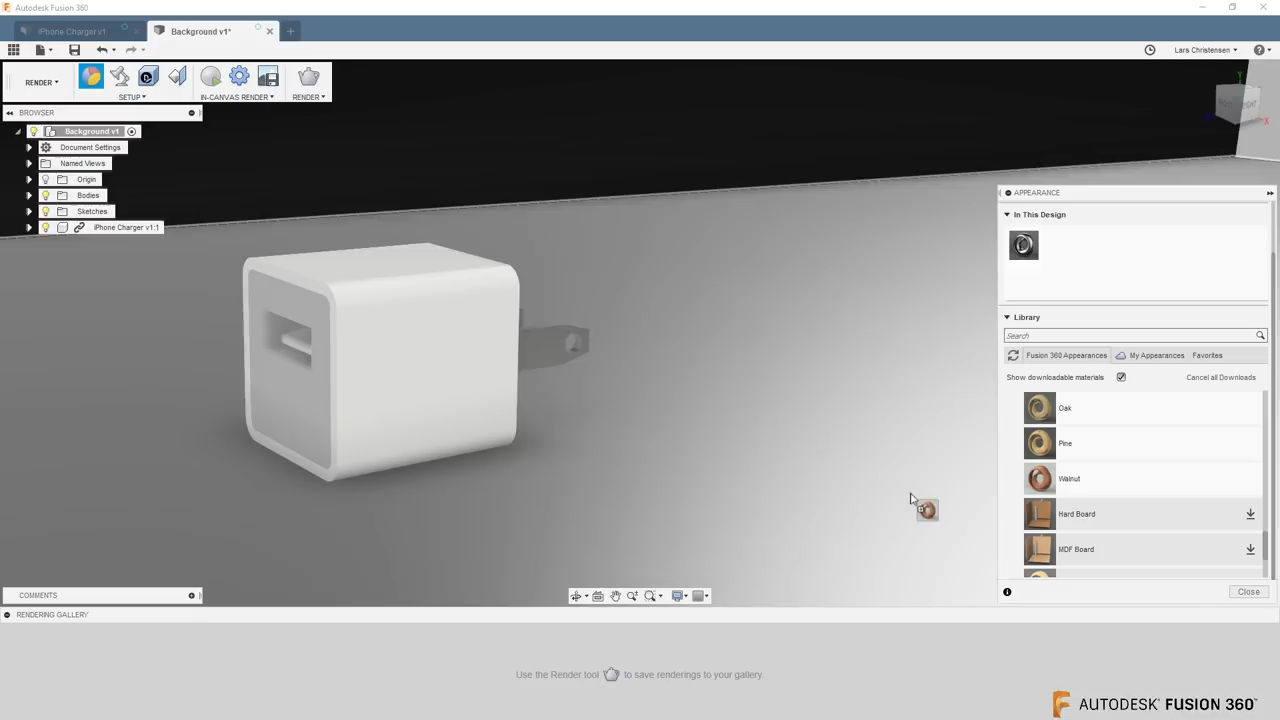 Autodesk Fusion 360
iPhone Charger v1
Background v1*
Lars Christensen
RENDER
SETUP
IN-CANVAS RENDER
RENDER
BROWSER
Background v1
Document Settings
Named Views
Origin
Bodies
Sketches
iPhone Charger v1:1
RIGHT
Y
X
APPEARANCE
In This Design
Library
Search
Fusion 360 Appearances
My Appearances
Favorites
Show downloadable materials
Cancel all Downloads
Oak
Pine
Walnut
Hard Board
MDF Board
Close
COMMENTS
RENDERING GALLERY
Use the Render tool to save renderings to your gallery.
AUTODESK® FUSION 360™